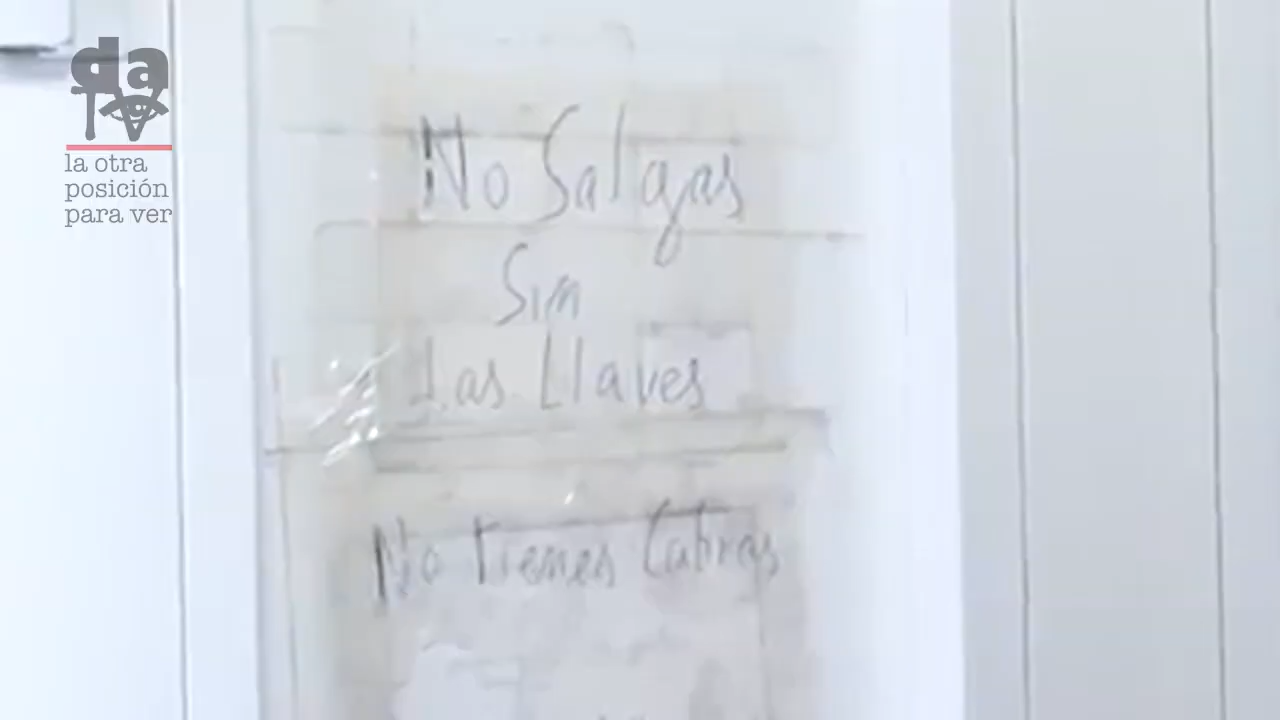 da
la otra
posición
para ver
No Salgas
Sin
Las Llaves
No tienes Cabras